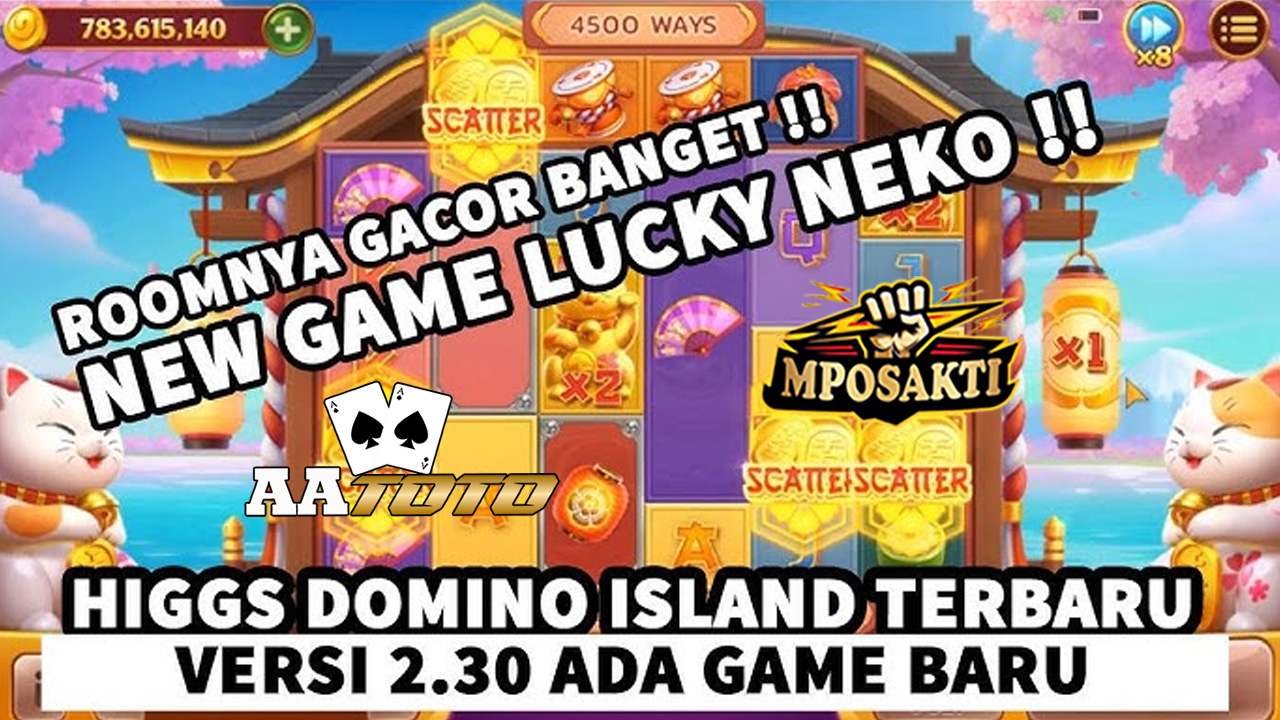 783,615,140
4500 WAYS
x8
SCATTER
ROOMNYA GACOR BANGET !!
NEW GAME LUCKY NEKO !!
x2
x2
x1
MPOSAKTI
AATOTO
SCATTER
SCATTER
HIGGS DOMINO ISLAND TERBARU
VERSI 2.30 ADA GAME BARU